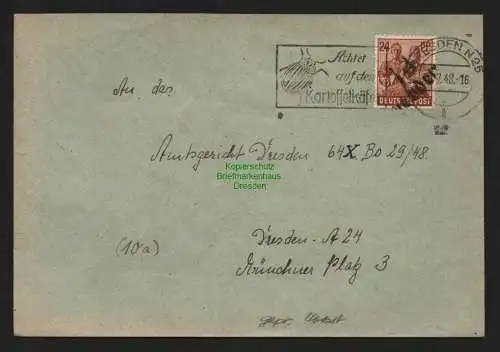 DRESDEN N25
24
Achtet
auf den
Kartoffelkäfer
.48.-16
DEUTSCHE POST
An das
Amtsgericht Dresden 64X Bo 29/48.
Kopierschutz
Briefmarkenhaus
Dresden
(10a)
Dresden-A 24
Münchner Platz 3